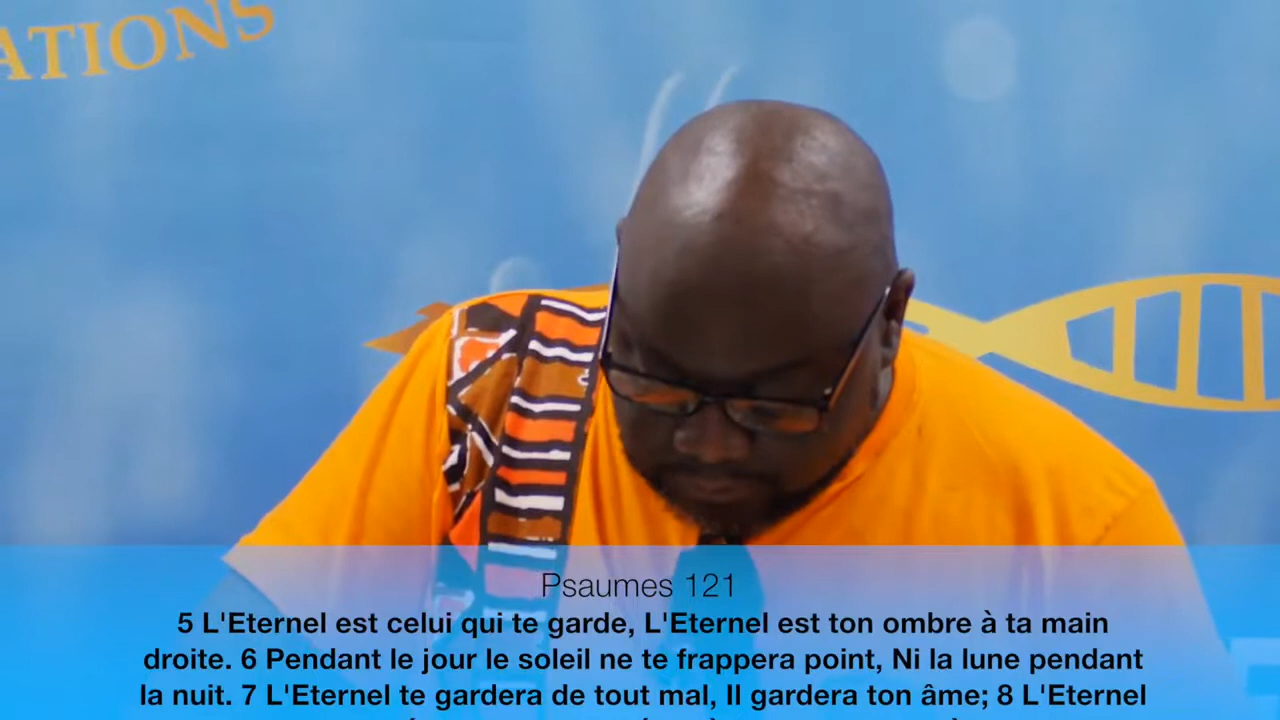 ATIONS
Psaumes 121
5 L'Eternel est celui qui te garde, L'Eternel est ton ombre à ta main
droite. 6 Pendant le jour le soleil ne te frappera point, Ni la lune pendant
la nuit. 7 L'Eternel te gardera de tout mal, Il gardera ton âme; 8 L'Eternel